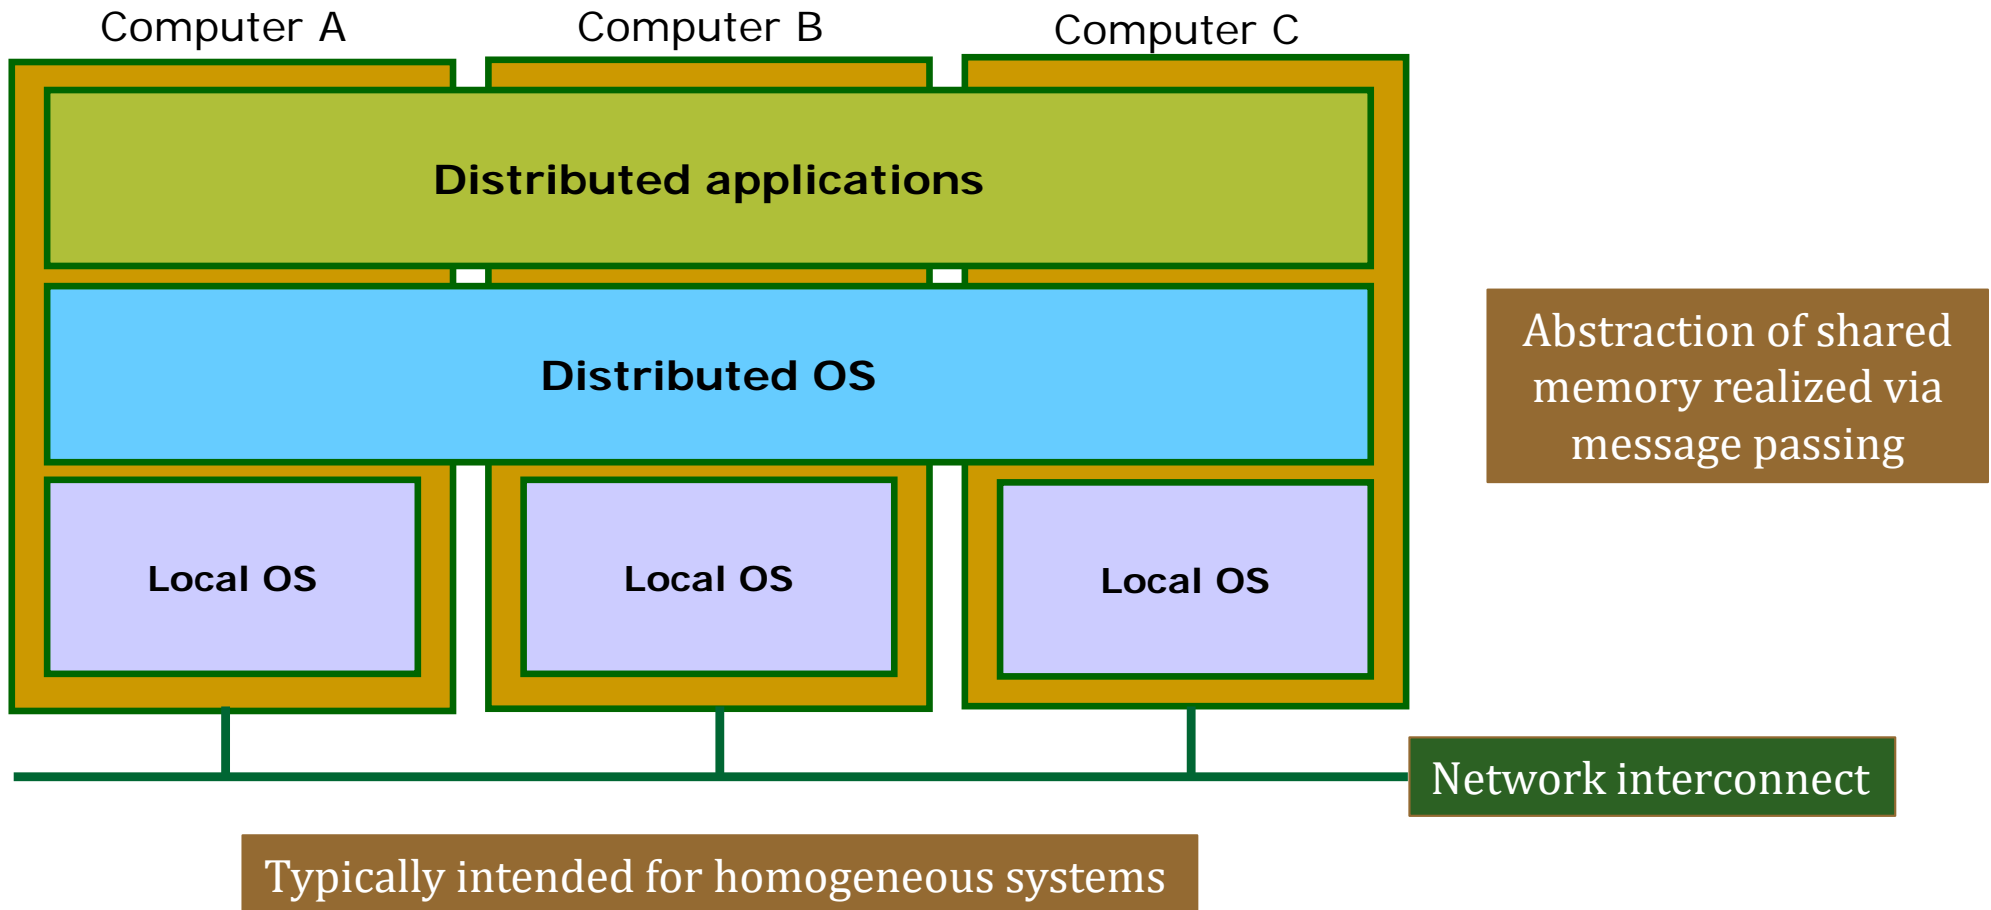 Computer A
Computer B
Computer C
Distributed applications
Distributed OS
Abstraction of shared
memory realized via
message passing
Local OS
Local OS
Local OS
Network interconnect
Typically intended for homogeneous systems